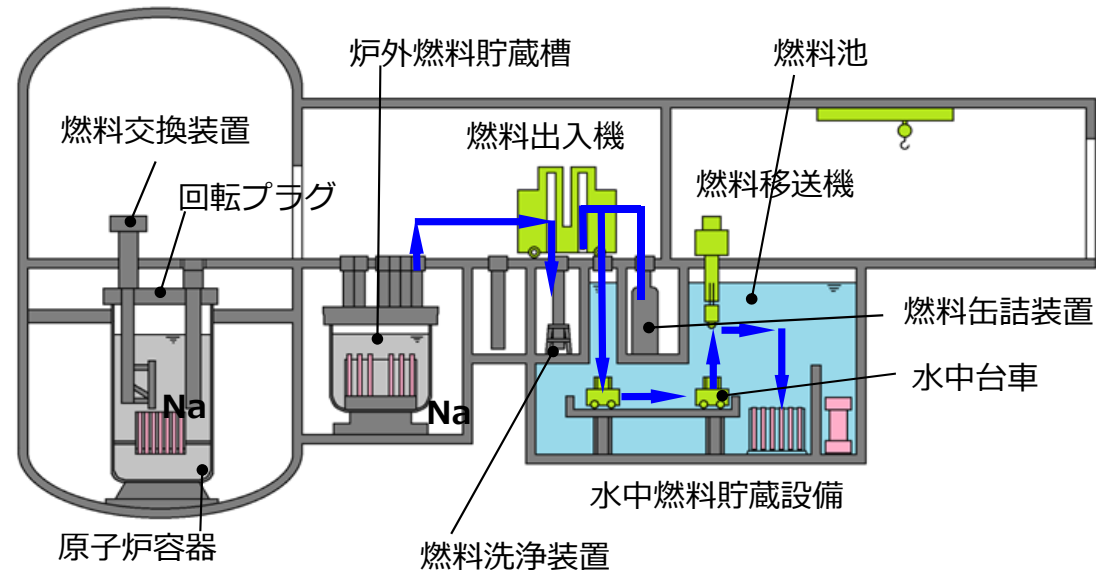 炉外燃料貯蔵槽
燃料池
燃料交換装置
燃料出入機
回転プラグ
燃料移送機
燃料缶詰装置
水中台車
Na
Na
水中燃料貯蔵設備
原子炉容器
燃料洗浄装置